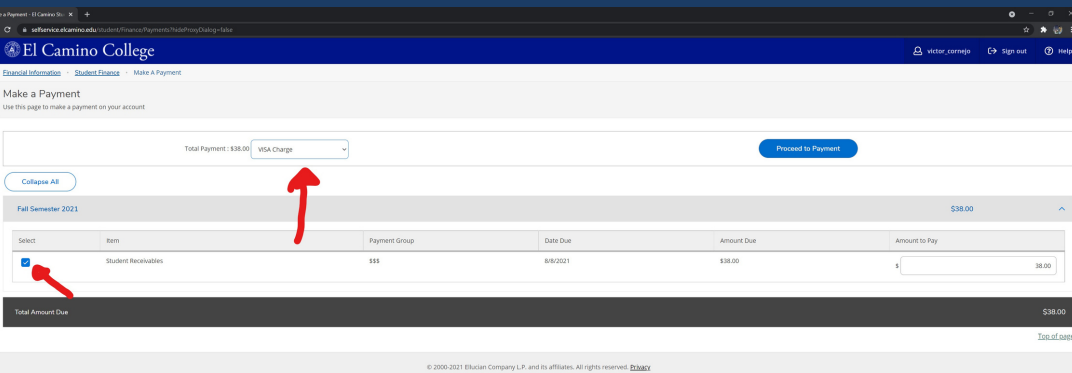 e a Payment - El Camino Stu
selfservice.elcamino.edu/student/Finance/Payments?hideProxyDialog=false
El Camino College
victor_cornejo Sign out Help
Financial Information Student Finance Make A Payment
Make a Payment
Use this page to make a payment on your account
Total Payment : $38.00 VISA Charge Proceed to Payment
Collapse All
Fall Semester 2021 $38.00
Select Item Payment Group Date Due Amount Due Amount to Pay
Student Receivables $$$ 8/8/2021 $38.00 $ 38.00
Total Amount Due $38.00
Top of page
© 2000-2021 Ellucian Company L.P. and its affiliates. All rights reserved. Privacy